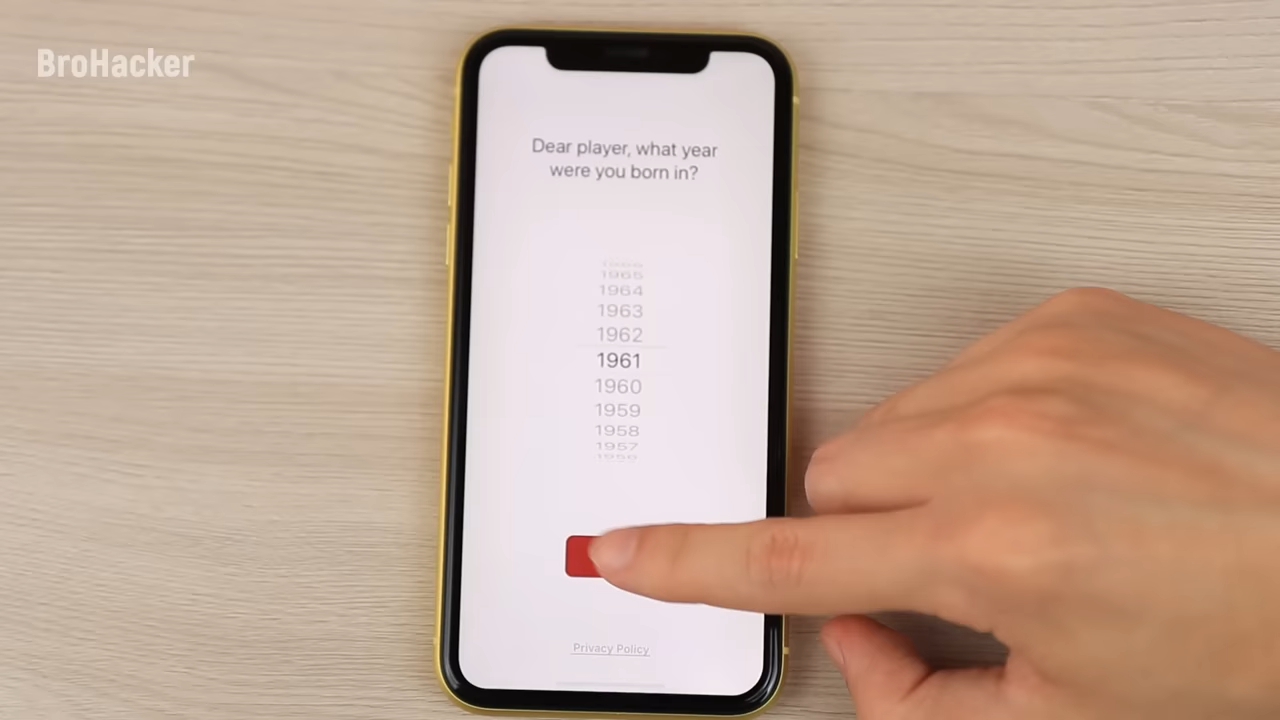 BroHacker
Dear player, what year
were you born in?
1965
1964
1963
1962
1961
1960
1959
1958
1957
1956
Privacy Policy